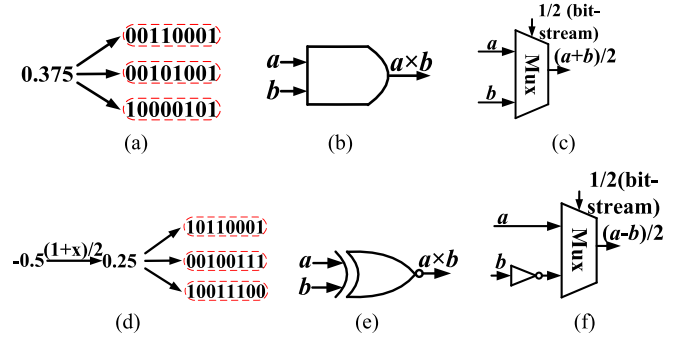 0.375
00110001
00101001
10000101
(a)
a
b
a×b
(b)
1/2 (bit-
stream)
a
b
Mux
(a+b)/2
(c)
-0.5
(1+x)/2
0.25
10110001
00100111
10011100
(d)
a
b
a×b
(e)
1/2(bit-
stream)
a
b
Mux
(a-b)/2
(f)